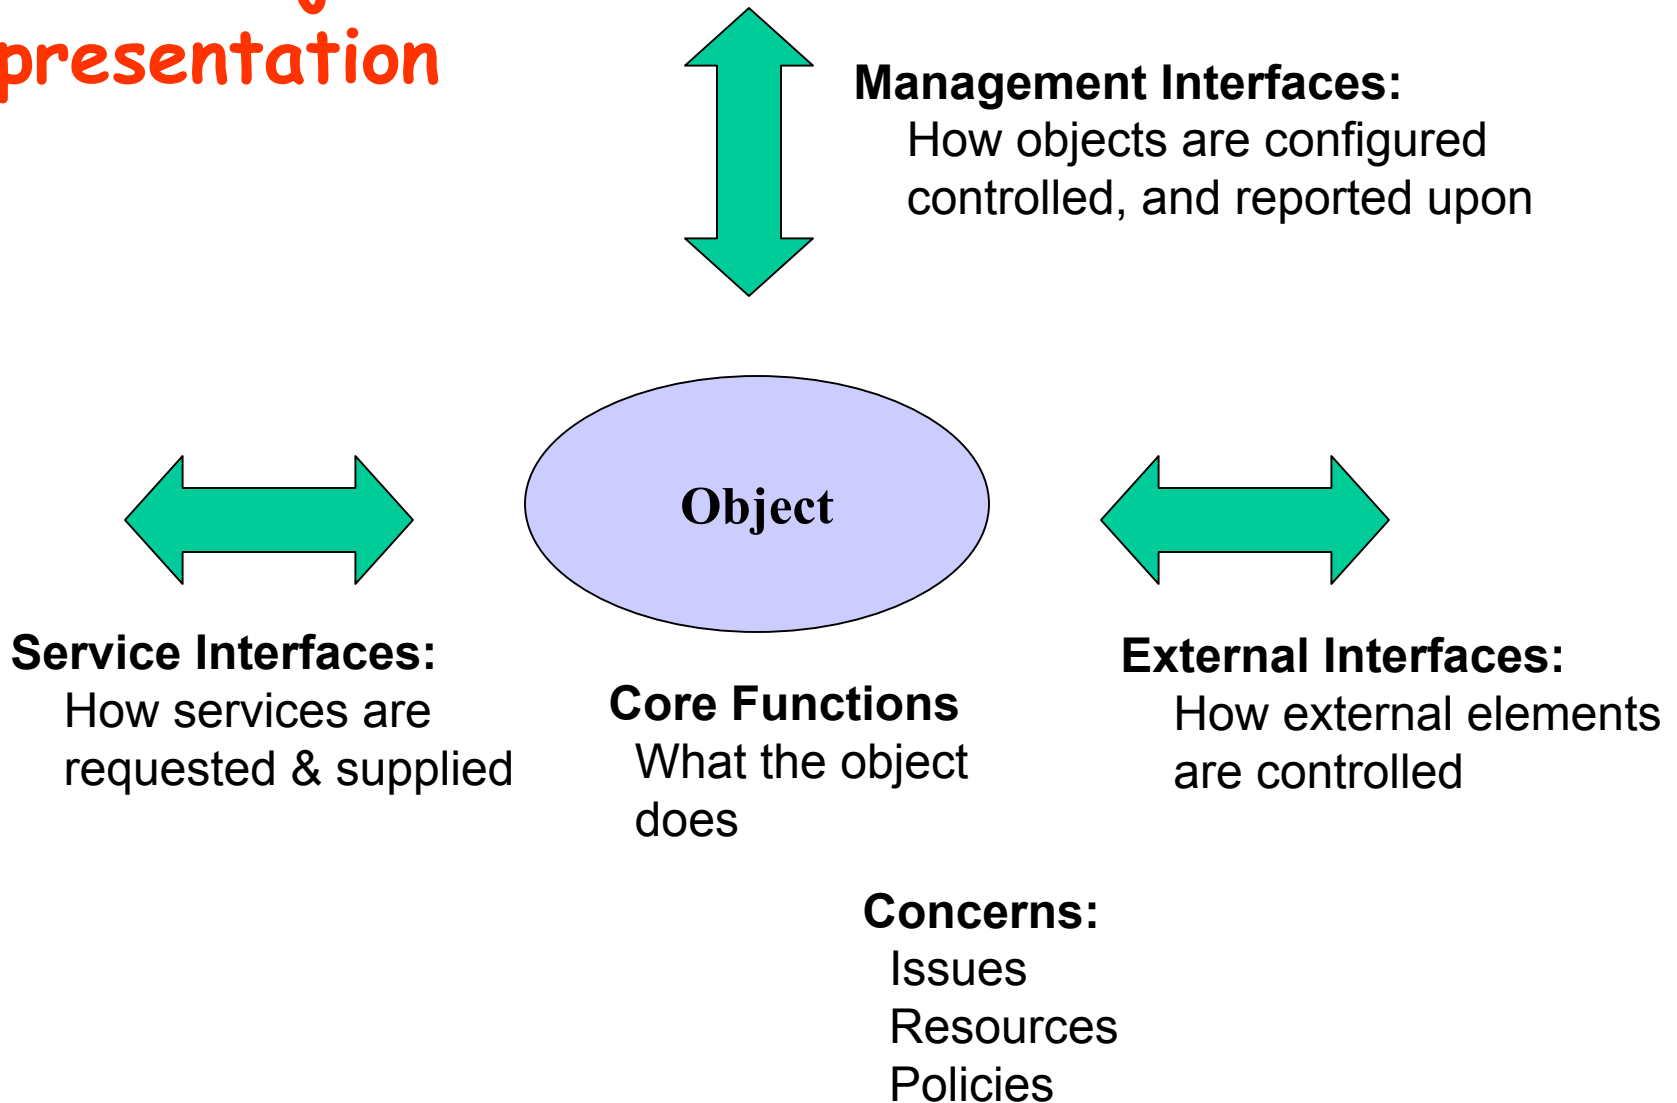 presentation
Management Interfaces:
How objects are configured
controlled, and reported upon
Object
Service Interfaces:
How services are
requested & supplied
Core Functions
What the object
does
External Interfaces:
How external elements
are controlled
Concerns:
Issues
Resources
Policies